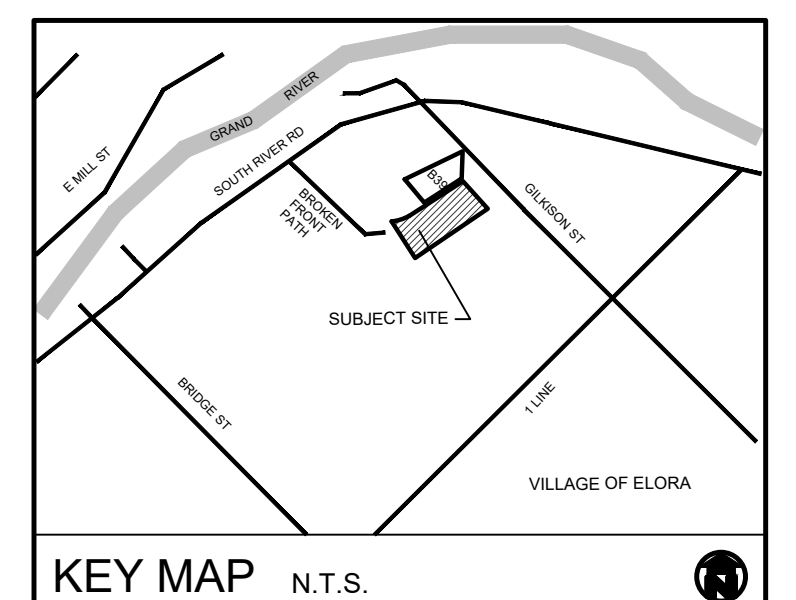 RIVER
GRAND
SOUTH RIVER RD
E MILL ST
B39
BROKEN
FRONT
PATH
GILKISON ST
SUBJECT SITE
BRIDGE ST
1 LINE
VILLAGE OF ELORA
KEY MAP N.T.S.
N